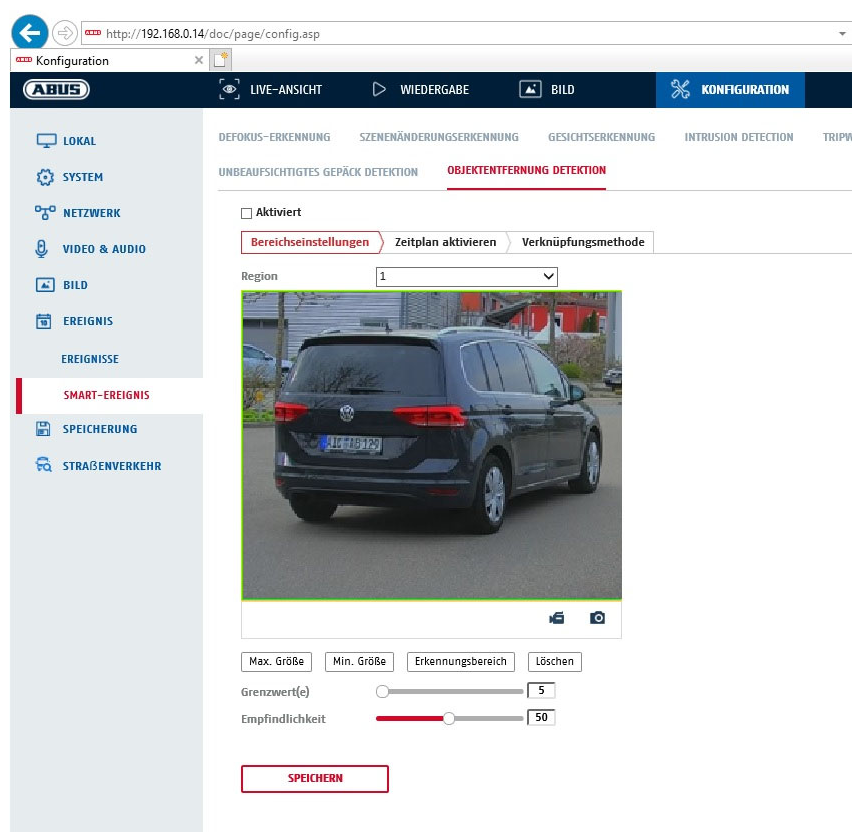 http://192.168.0.14/doc/page/config.asp
Konfiguration
ABUS LIVE-ANSICHT WIEDERGABE BILD KONFIGURATION
DEFOKUS-ERKENNUNG SZENENÄNDERUNGSERKENNUNG GESICHTSERKENNUNG INTRUSION DETECTION TRIPW
UNBEAUFSICHTIGTES GEPÄCK DETEKTION OBJEKTENTFERNUNG DETEKTION
LOKAL
SYSTEM
NETZWERK
VIDEO & AUDIO
BILD
EREIGNIS
EREIGNISSE
SMART-EREIGNIS
SPEICHERUNG
STRAßENVERKEHR
Aktiviert
Bereichseinstellungen Zeitplan aktivieren Verknüpfungsmethode
Region 1
Max. Größe Min. Größe Erkennungsbereich Löschen
Grenzwert(e) 5
Empfindlichkeit 50
SPEICHERN